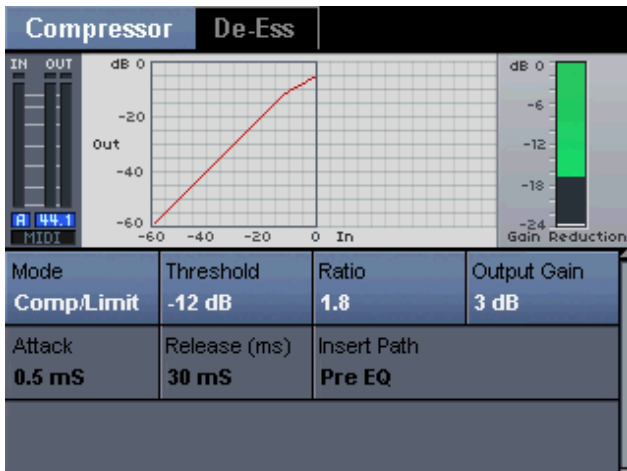 Compressor De-Ess
IN OUT
dB 0
-20
Out
-40
-60
-60 -40 -20 0 In
A 44.1
MIDI
dB 0
-6
-12
-18
-24
Gain Reduction
Mode Threshold Ratio Output Gain
Comp/Limit -12 dB 1.8 3 dB
Attack Release (ms) Insert Path
0.5 mS 30 mS Pre EQ